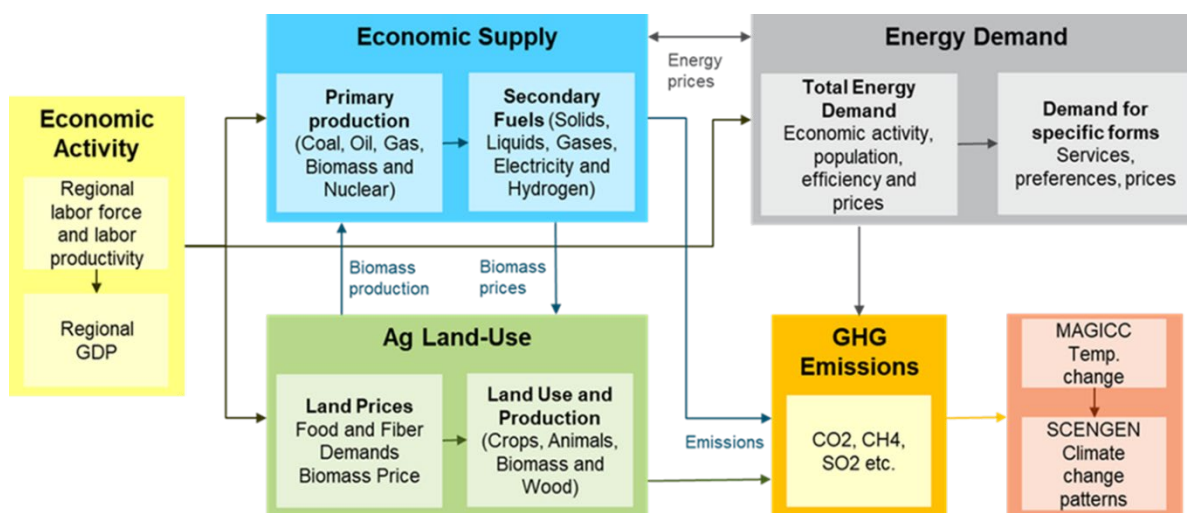 Economic
Activity
Regional
labor force
and labor
productivity
Regional
GDP
Economic Supply
Primary
production
(Coal, Oil, Gas,
Biomass and
Nuclear)
Secondary
Fuels (Solids,
Liquids, Gases,
Electricity and
Hydrogen)
Energy
prices
Energy Demand
Total Energy
Demand
Economic activity,
population,
efficiency and
prices
Demand for
specific forms
Services,
preferences, prices
Biomass
production
Biomass
prices
Ag Land-Use
Land Prices
Food and Fiber
Demands
Biomass Price
Land Use and
Production
(Crops, Animals,
Biomass and
Wood)
Emissions
GHG
Emissions
CO2, CH4,
SO2 etc.
MAGICC
Temp.
change
SCENGEN
Climate
change
patterns